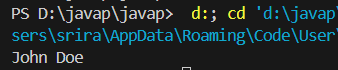 PS D:\javap\javap>  d:; cd 'd:\javap\
sers\srira\AppData\Roaming\Code\User\
John Doe